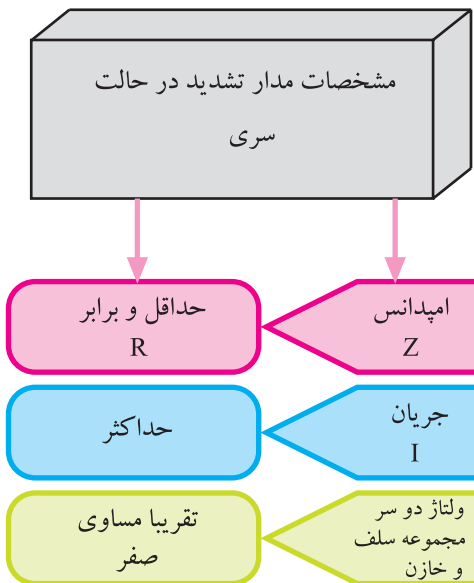 مشخصات مدار تشدید در حالت
سری
امپدانس
Z
حداقل و برابر
R
جریان
I
حداکثر
ولتاژ دو سر
مجموعه سلف
و خازن
تقریبا مساوی
صفر